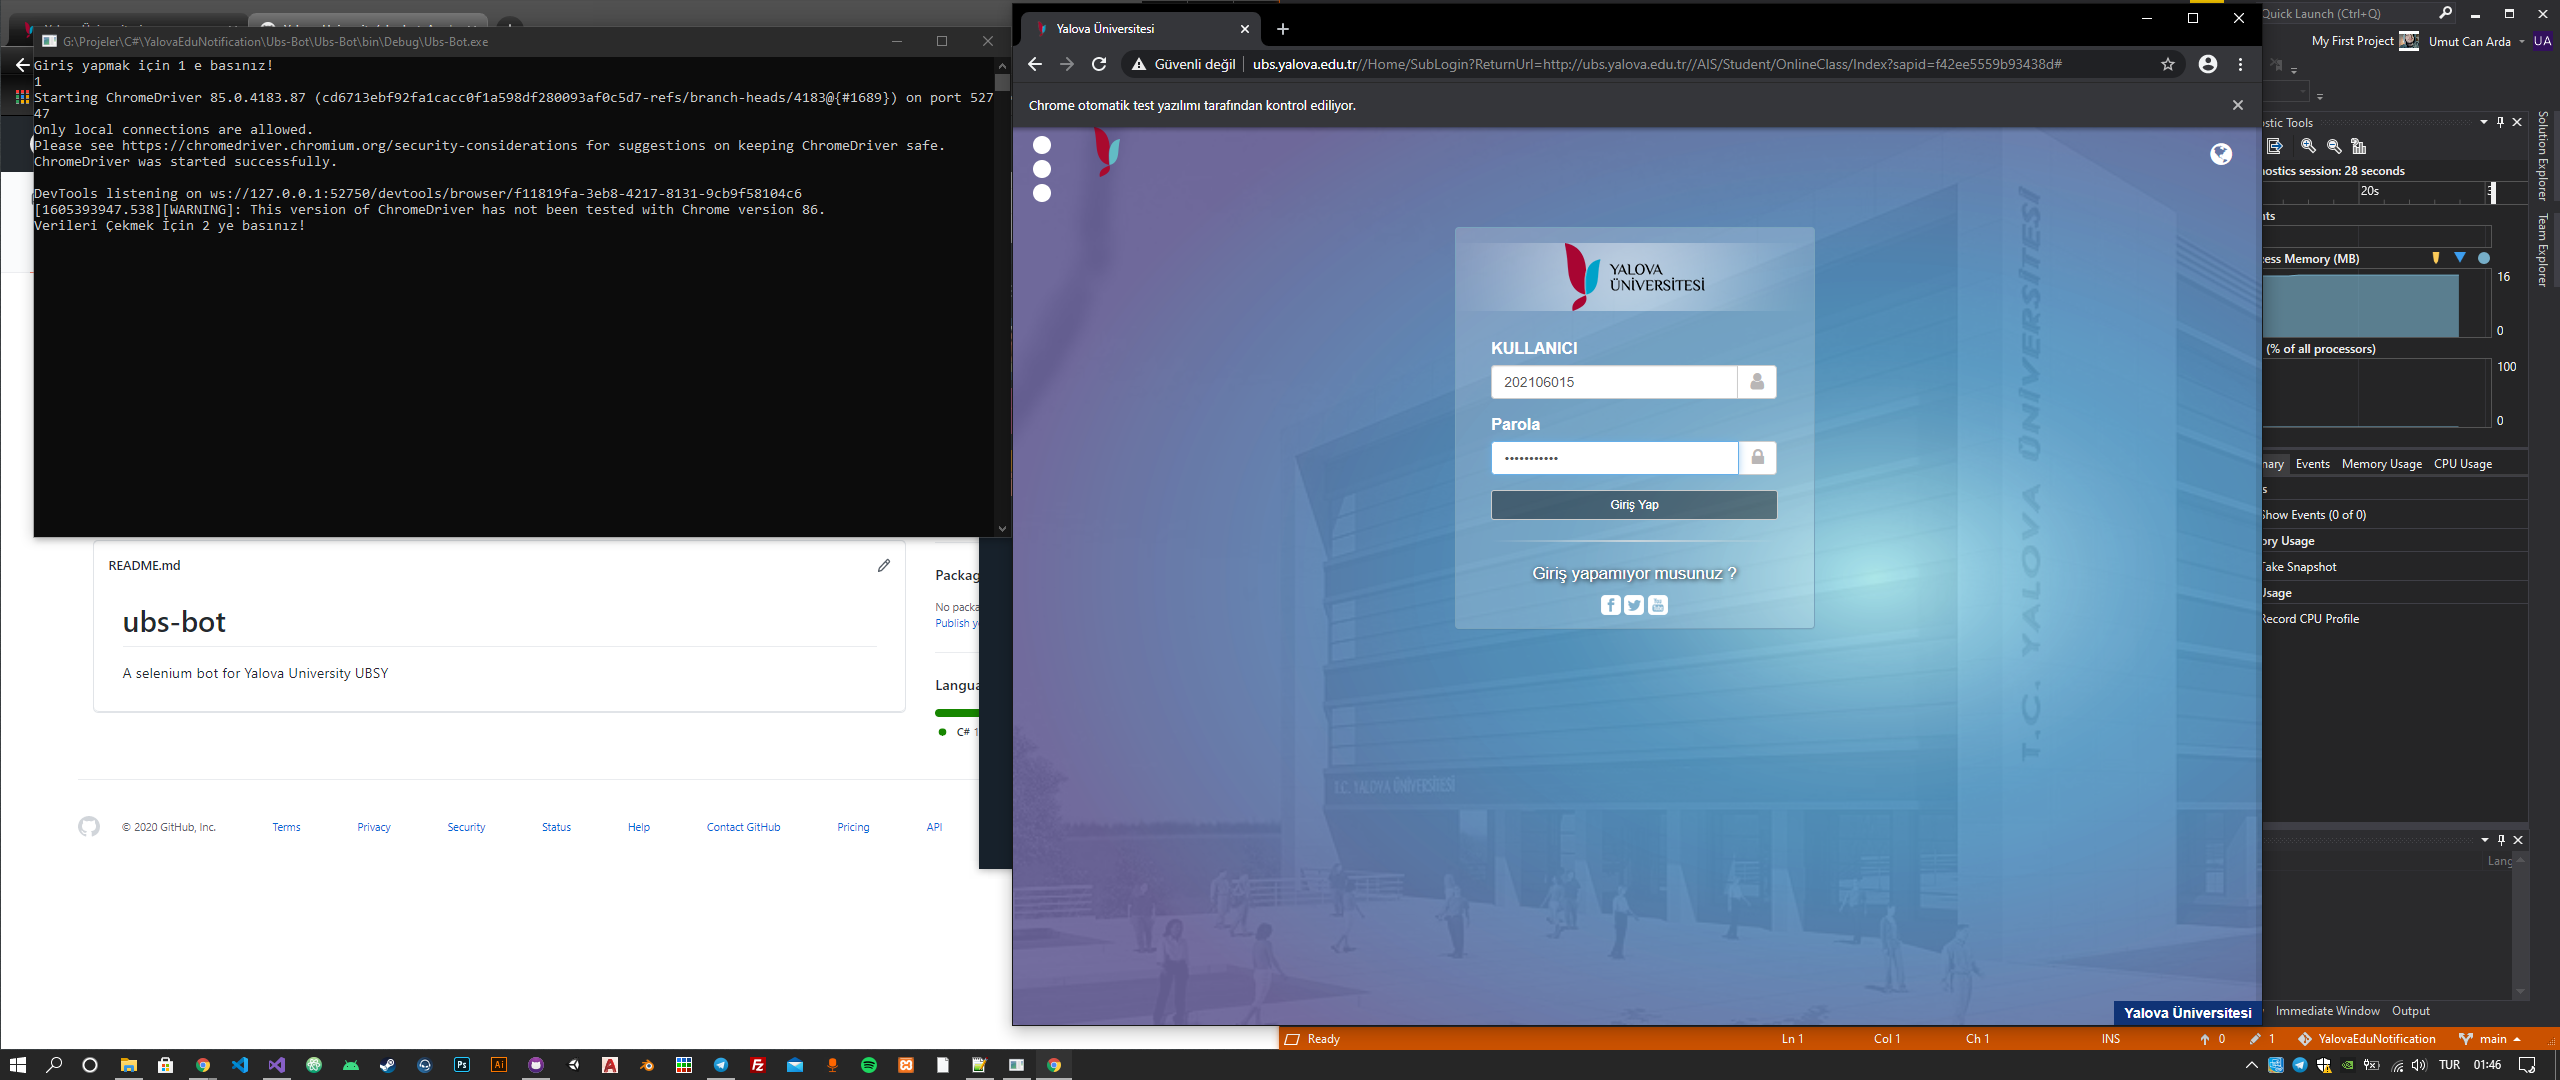 G:\Projeler\C#\YalovaEduNotification\Ubs-Bot\Ubs-Bot\bin\Debug\Ubs-Bot.exe
Giriş yapmak için 1 e basınız!
1
Starting ChromeDriver 85.0.4183.87 (cd6713ebf92fa1cacc0f1a598df280093af0c5d7-refs/branch-heads/4183@{#1689}) on port 527
47
Only local connections are allowed.
Please see https://chromedriver.chromium.org/security-considerations for suggestions on keeping ChromeDriver safe.
ChromeDriver was started successfully.
DevTools listening on ws://127.0.0.1:52750/devtools/browser/f11819fa-3eb8-4217-8131-9cb9f58104c6
[1605393947.538][WARNING]: This version of ChromeDriver has not been tested with Chrome version 86.
Verileri Çekmek İçin 2 ye basınız!
README.md
ubs-bot
A selenium bot for Yalova University UBSY
Packag
No packa
Publish y
Langua
C# 1
© 2020 GitHub, Inc.
Terms
Privacy
Security
Status
Help
Contact GitHub
Pricing
API
Yalova Üniversitesi
Güvenli değil
ubs.yalova.edu.tr//Home/SubLogin?ReturnUrl=http://ubs.yalova.edu.tr//AIS/Student/OnlineClass/Index?sapid=f42ee5559b93438d#
Chrome otomatik test yazılımı tarafından kontrol ediliyor.
YALOVA
ÜNİVERSİTESİ
KULLANICI
202106015
Parola
•••••••••••
Giriş Yap
Giriş yapamıyor musunuz ?
T.C. YALOVA ÜNİVERSİTESİ
T.C. YALOVA ÜNİVERSİTESİ
Yalova Üniversitesi
Quick Launch (Ctrl+Q)
My First Project
Umut Can Arda
UA
Solution Explorer
Team Explorer
stic Tools
nostics session: 28 seconds
20s
3
nts
cess Memory (MB)
16
0
(% of all processors)
100
0
nary
Events
Memory Usage
CPU Usage
s
Show Events (0 of 0)
ory Usage
Take Snapshot
Usage
Record CPU Profile
Lang
Immediate Window
Output
Ready
Ln 1
Col 1
Ch 1
INS
0
1
YalovaEduNotification
main
TUR
01:46